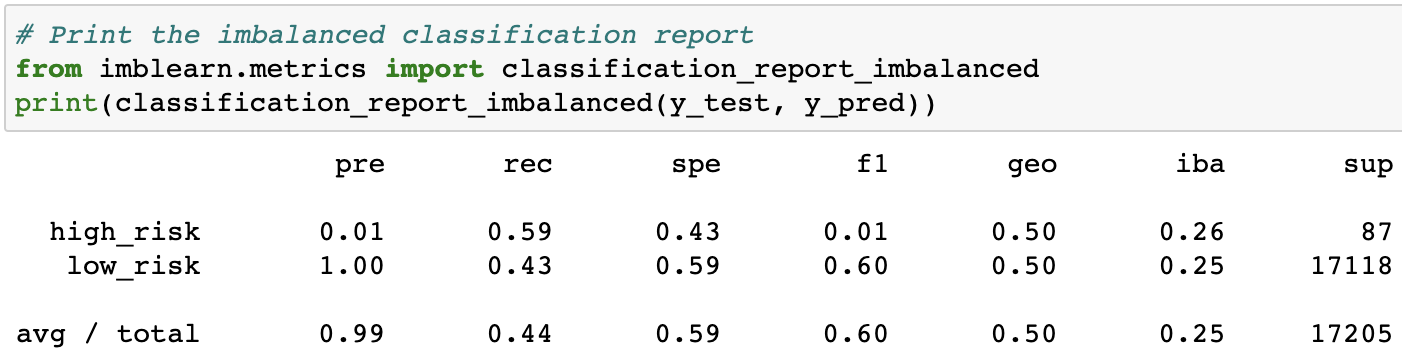 # Print the imbalanced classification report
from imblearn.metrics import classification_report_imbalanced
print(classification_report_imbalanced(y_test, y_pred))
pre rec spe f1 geo iba sup
high_risk 0.01 0.59 0.43 0.01 0.50 0.26 87
low_risk 1.00 0.43 0.59 0.60 0.50 0.25 17118
avg / total 0.99 0.44 0.59 0.60 0.50 0.25 17205